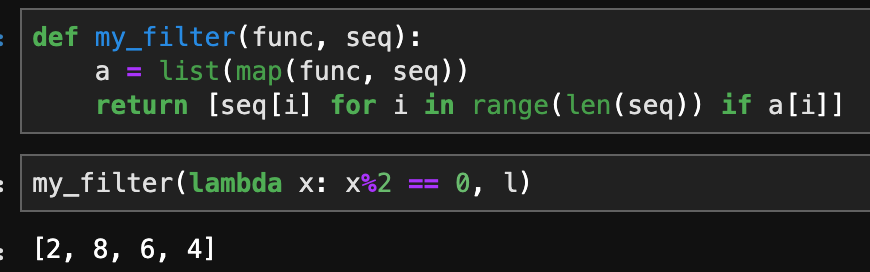 def my_filter(func, seq):
    a = list(map(func, seq))
    return [seq[i] for i in range(len(seq)) if a[i]]
my_filter(lambda x: x%2 == 0, l)
[2, 8, 6, 4]